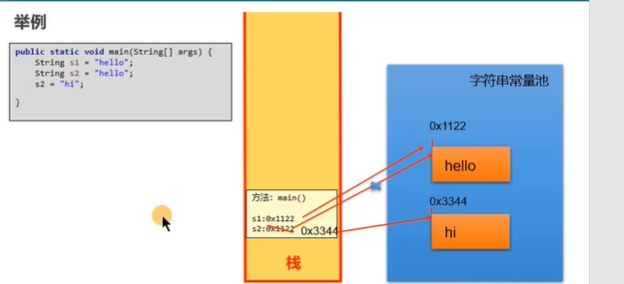 举例
public static void main(String[] args) {
String s1 = "hello";
String s2 = "hello";
s2 = "hi";
}
方法: main()
s1:0x1122
s2:0x1122 0x3344
栈
字符串常量池
0x1122
hello
0x3344
hi